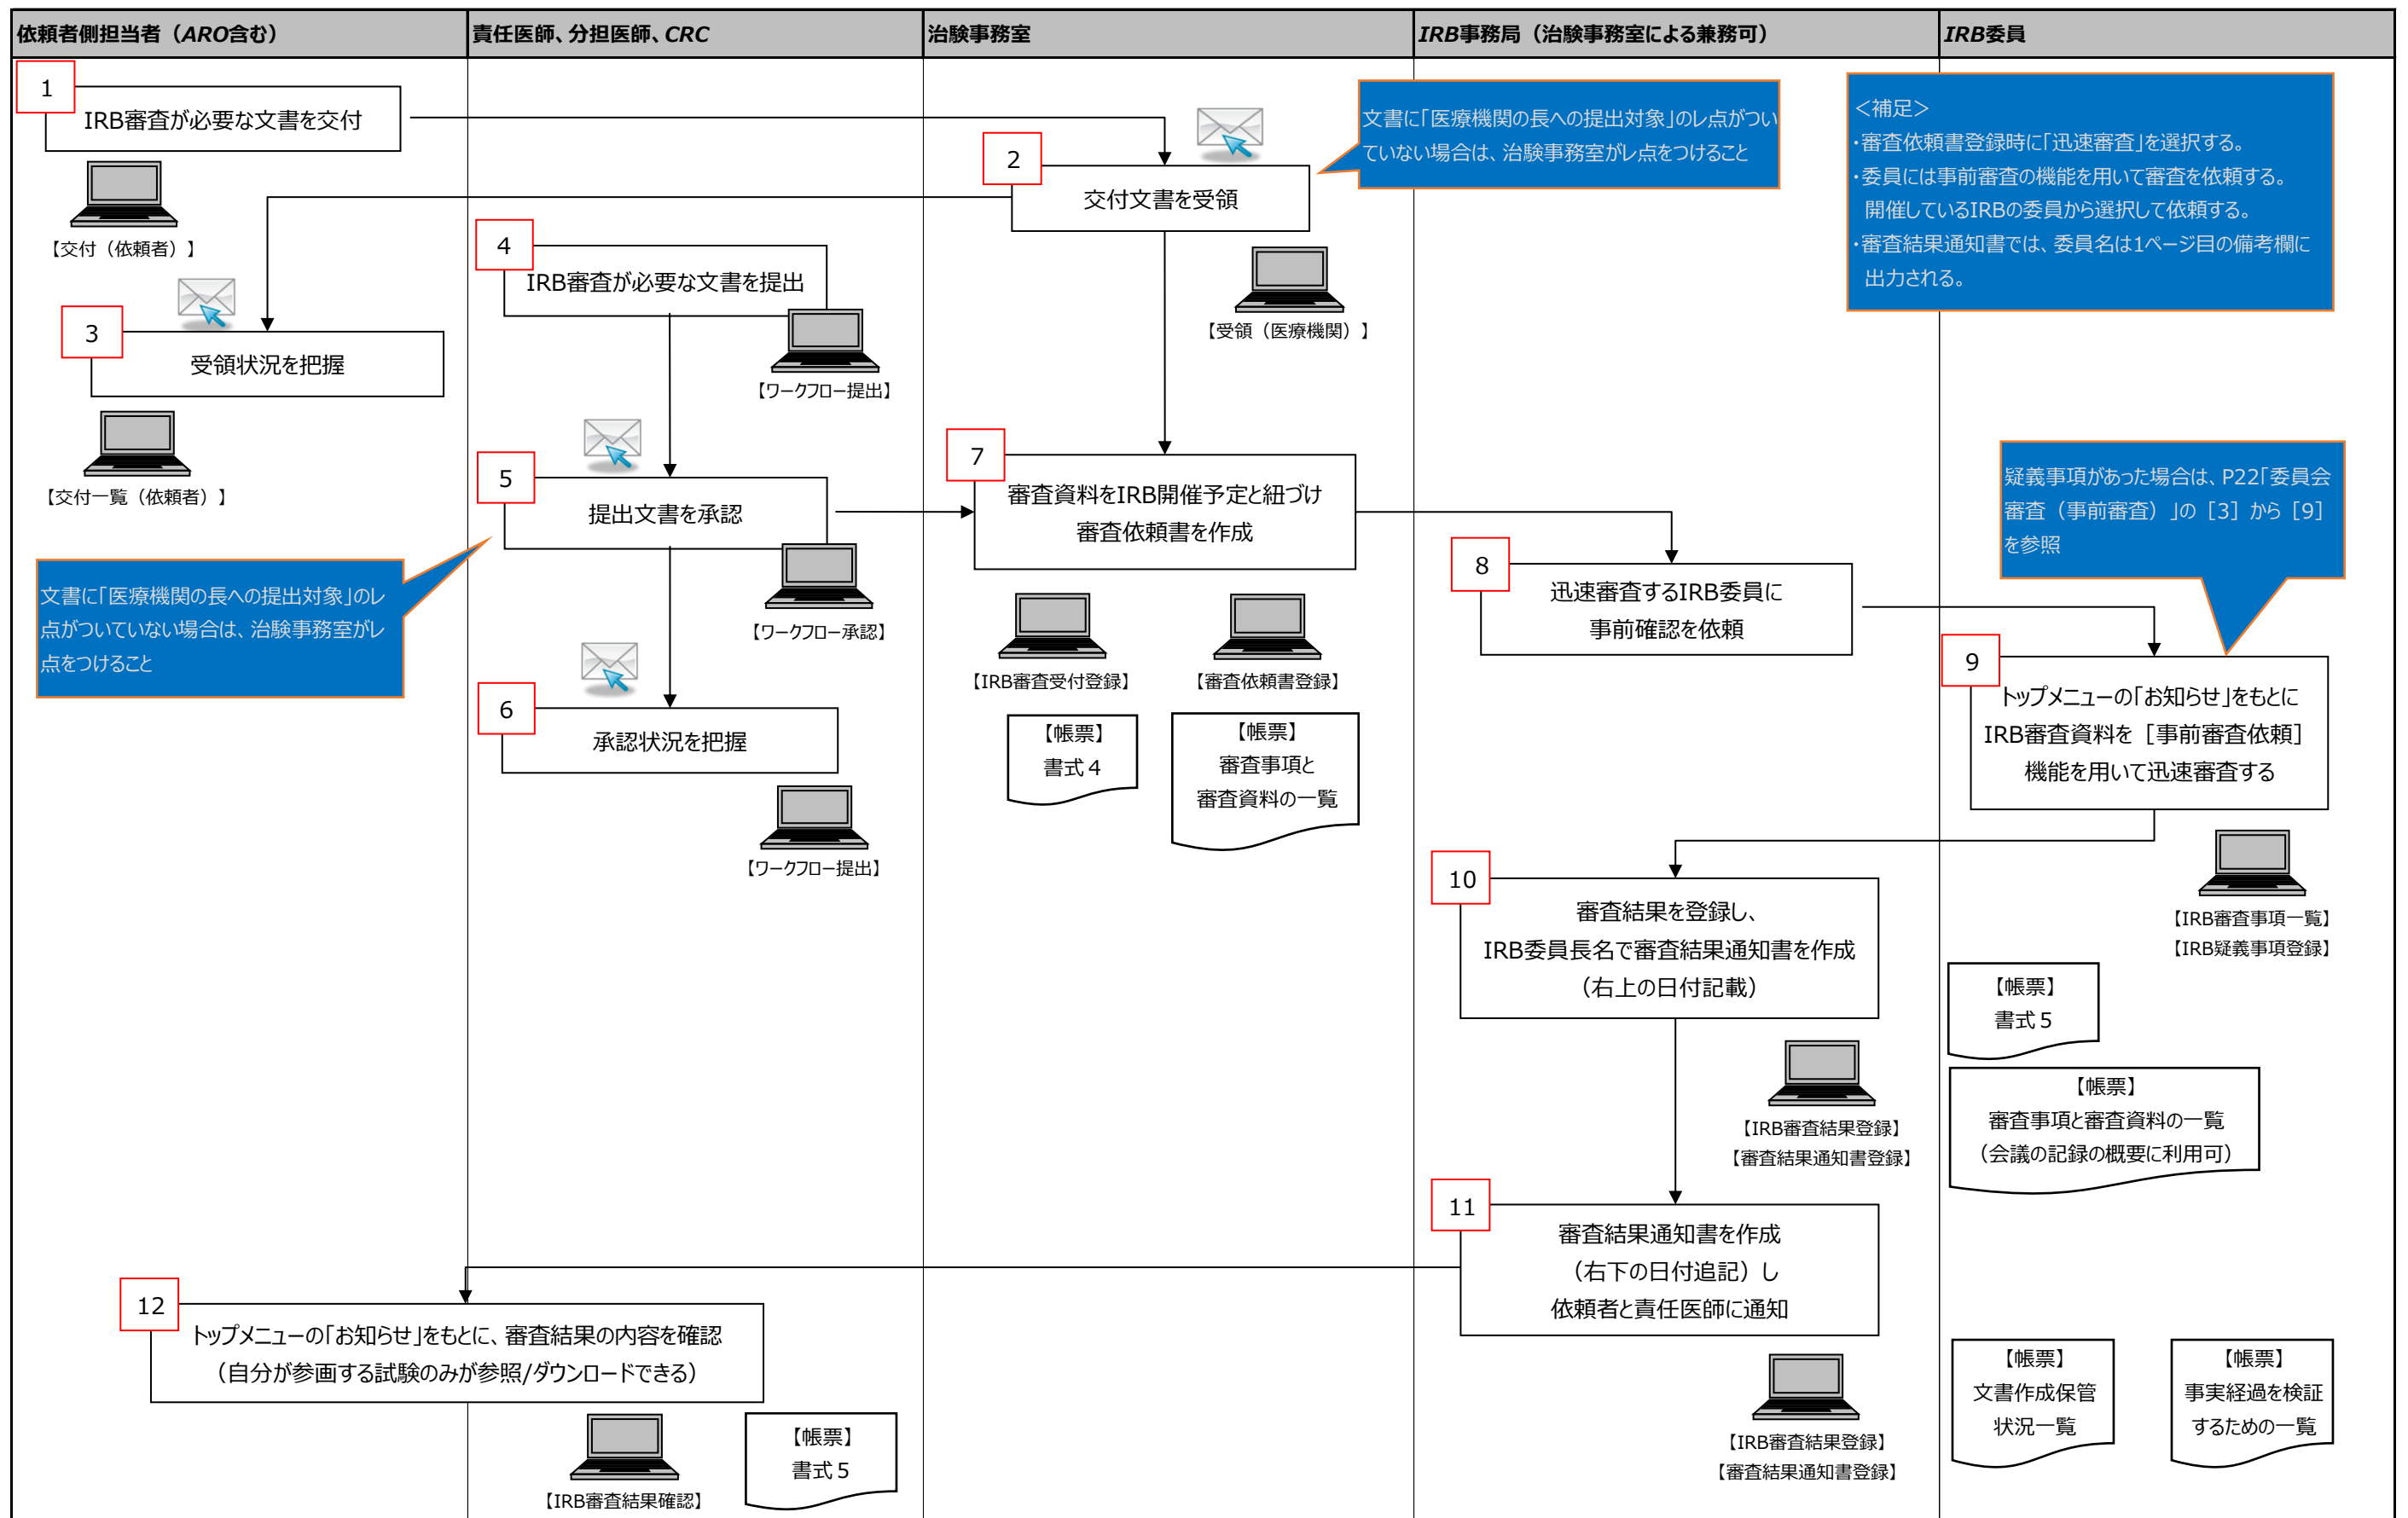 依頼者側担当者（ARO含む）
責任医師、分担医師、CRC
治験事務室
IRB事務局（治験事務室による兼務可）
IRB委員
1
IRB審査が必要な文書を交付
【交付（依頼者）】
2
交付文書を受領
【受領（医療機関）】
文書に「医療機関の長への提出対象」のレ点がつい
ていない場合は、治験事務室がレ点をつけること
＜補足＞
・審査依頼書登録時に「迅速審査」を選択する。
・委員には事前審査の機能を用いて審査を依頼する。
開催しているIRBの委員から選択して依頼する。
・審査結果通知書では、委員名は1ページ目の備考欄に
出力される。
3
受領状況を把握
【交付一覧（依頼者）】
4
IRB審査が必要な文書を提出
【ワークフロー提出】
5
提出文書を承認
【ワークフロー承認】
文書に「医療機関の長への提出対象」のレ
点がついていない場合は、治験事務室がレ
点をつけること
6
承認状況を把握
【ワークフロー提出】
7
審査資料をIRB開催予定と紐づけ
審査依頼書を作成
【IRB審査受付登録】
【審査依頼書登録】
【帳票】
書式４
【帳票】
審査事項と
審査資料の一覧
8
迅速審査するIRB委員に
事前確認を依頼
疑義事項があった場合は、P22「委員会
審査（事前審査）」の［3］から［9］
を参照
9
トップメニューの「お知らせ」をもとに
IRB審査資料を［事前審査依頼］
機能を用いて迅速審査する
【IRB審査事項一覧】
【IRB疑義事項登録】
【帳票】
書式５
【帳票】
審査事項と審査資料の一覧
（会議の記録の概要に利用可）
10
審査結果を登録し、
IRB委員長名で審査結果通知書を作成
（右上の日付記載）
【IRB審査結果登録】
【審査結果通知書登録】
11
審査結果通知書を作成
（右下の日付追記）し
依頼者と責任医師に通知
【IRB審査結果登録】
【審査結果通知書登録】
【帳票】
文書作成保管
状況一覧
【帳票】
事実経過を検証
するための一覧
12
トップメニューの「お知らせ」をもとに、審査結果の内容を確認
（自分が参画する試験のみが参照/ダウンロードできる）
【IRB審査結果確認】
【帳票】
書式５